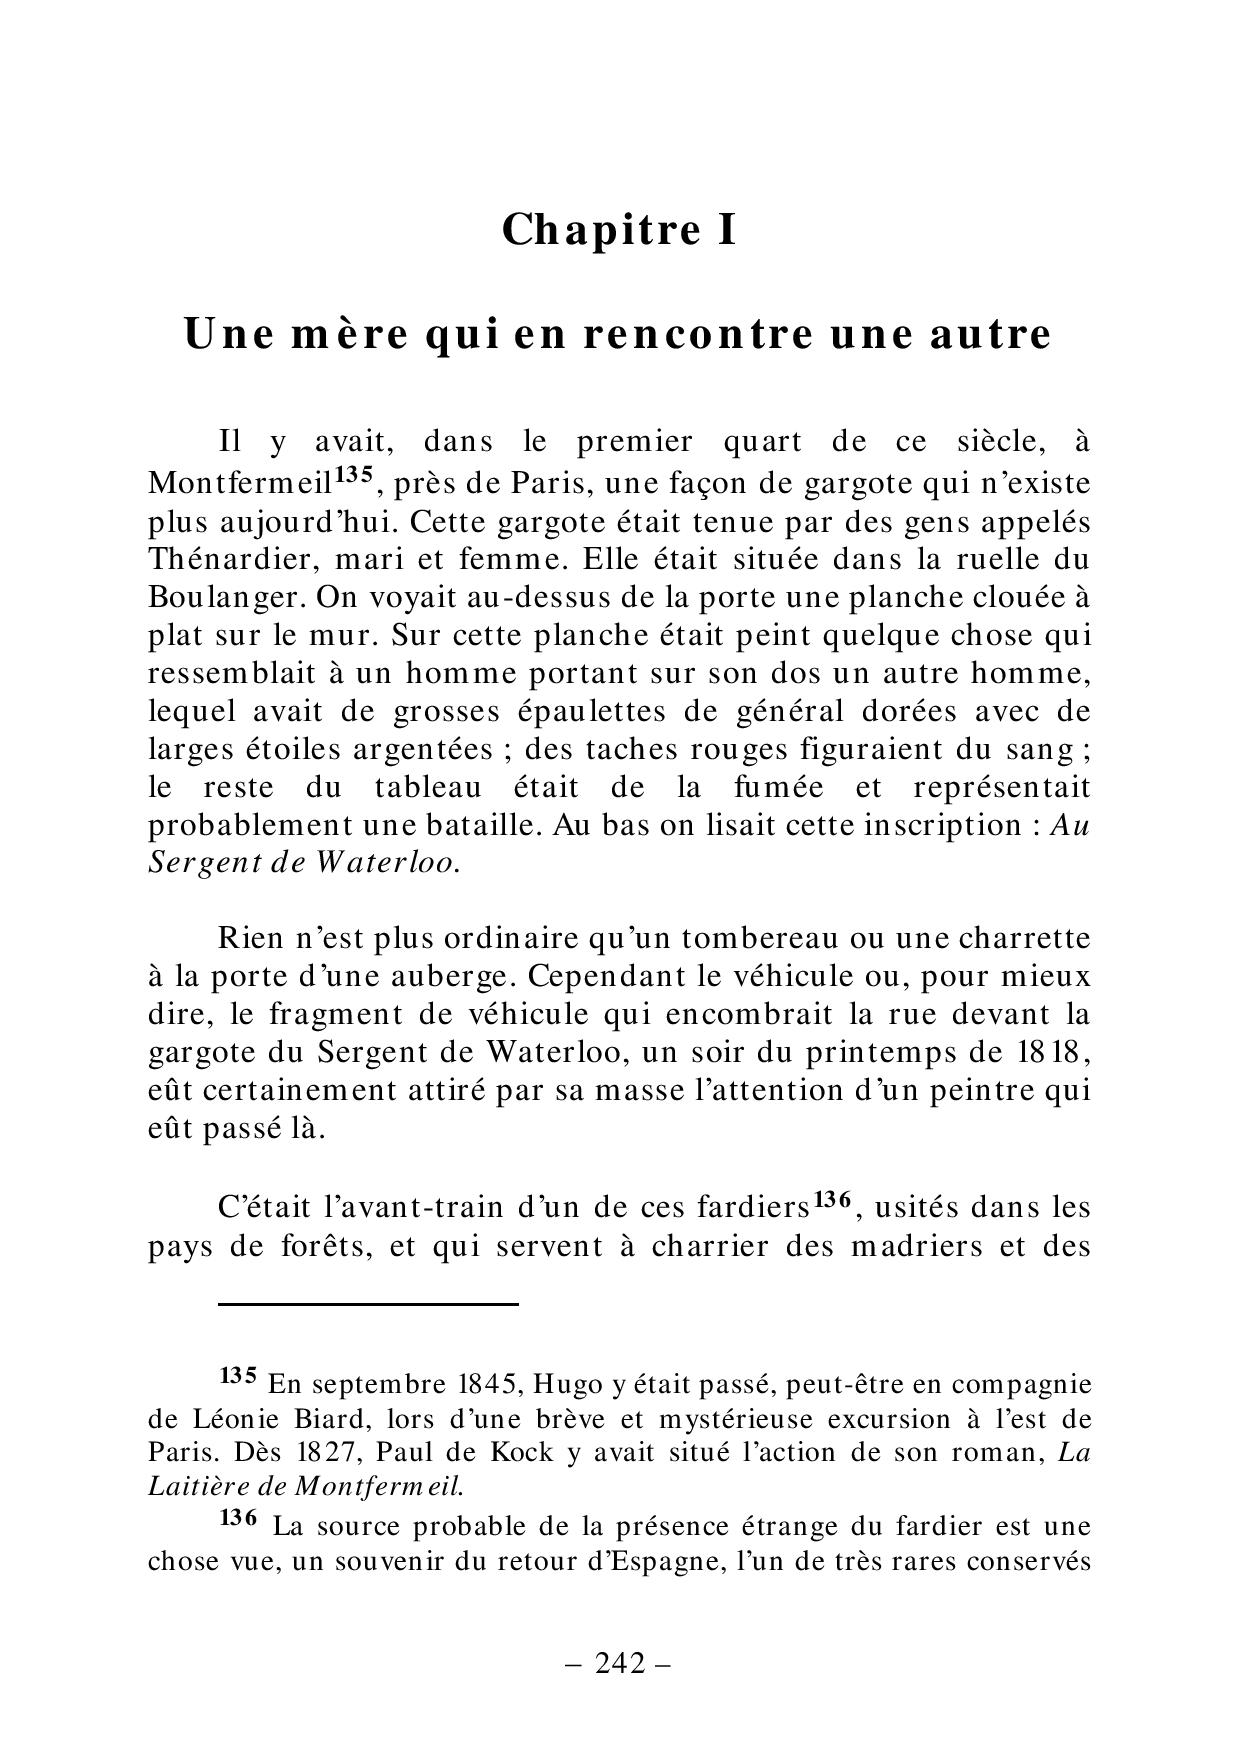 Chapitre I
Une mère qui en rencontre une autre
Il y avait, dans le premier quart de ce siècle, à
Montfermeil135, près de Paris, une façon de gargote qui n’existe
plus aujourd’hui. Cette gargote était tenue par des gens appelés
Thénardier, mari et femme. Elle était située dans la ruelle du
Boulanger. On voyait au-dessus de la porte une planche clouée à
plat sur le mur. Sur cette planche était peint quelque chose qui
ressemblait à un homme portant sur son dos un autre homme,
lequel avait de grosses épaulettes de général dorées avec de
larges étoiles argentées ; des taches rouges figuraient du sang ;
le reste du tableau était de la fumée et représentait
probablement une bataille. Au bas on lisait cette inscription : Au
Sergent de Waterloo.
Rien n’est plus ordinaire qu’un tombereau ou une charrette
à la porte d’une auberge. Cependant le véhicule ou, pour mieux
dire, le fragment de véhicule qui encombrait la rue devant la
gargote du Sergent de Waterloo, un soir du printemps de 1818,
eût certainement attiré par sa masse l’attention d’un peintre qui
eût passé là.
C’était l’avant-train d’un de ces fardiers136, usités dans les
pays de forêts, et qui servent à charrier des madriers et des
135 En septembre 1845, Hugo y était passé, peut-être en compagnie
de Léonie Biard, lors d’une brève et mystérieuse excursion à l’est de
Paris. Dès 1827, Paul de Kock y avait situé l’action de son roman, La
Laitière de Montfermeil.
136 La source probable de la présence étrange du fardier est une
chose vue, un souvenir du retour d’Espagne, l’un de très rares conservés
– 242 –